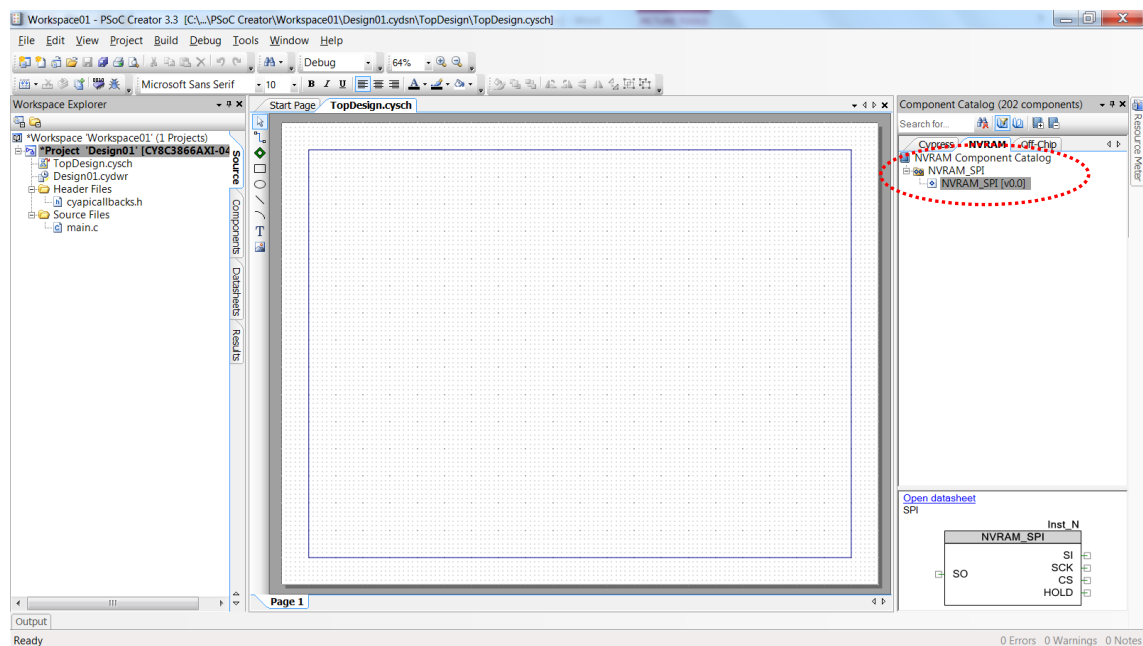 Workspace01 - PSoC Creator 3.3 [C:\...\PSoC Creator\Workspace01\Design01.cydsn\TopDesign\TopDesign.cysch]
File Edit View Project Build Debug Tools Window Help
Debug 64%
Microsoft Sans Serif 10 B I U A
Workspace Explorer
*Workspace 'Workspace01' (1 Projects)
*Project 'Design01' [CY8C3866AXI-04
TopDesign.cysch
Design01.cydwr
Header Files
cyapicallbacks.h
Source Files
main.c
Source
Components
Datasheets
Results
Start Page TopDesign.cysch
T
Page 1
Component Catalog (202 components)
Search for...
Cypress NVRAM Off-Chip
NVRAM Component Catalog
NVRAM_SPI
NVRAM_SPI [v0.0]
Resource Meter
Open datasheet
SPI
Inst_N
NVRAM_SPI
SI
SCK
SO
CS
HOLD
Output
Ready
0 Errors 0 Warnings 0 Notes